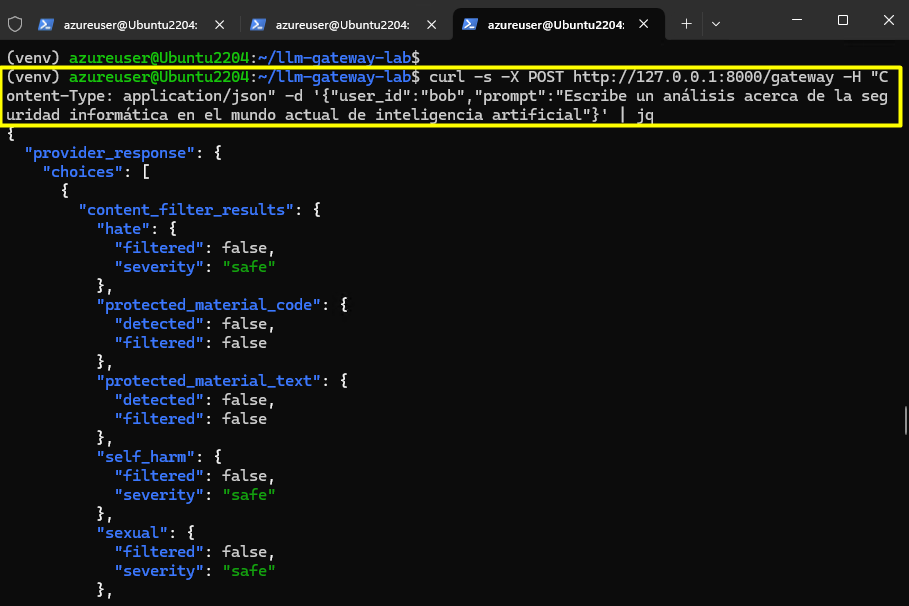 azureuser@Ubuntu2204: azureuser@Ubuntu2204: azureuser@Ubuntu2204:
(venv) azureuser@Ubuntu2204:~/llm-gateway-lab$
(venv) azureuser@Ubuntu2204:~/llm-gateway-lab$ curl -s -X POST http://127.0.0.1:8000/gateway -H "C
ontent-Type: application/json" -d '{"user_id":"bob","prompt":"Escribe un análisis acerca de la seg
uridad informática en el mundo actual de inteligencia artificial"}' | jq
{
  "provider_response": {
    "choices": [
      {
        "content_filter_results": {
          "hate": {
            "filtered": false,
            "severity": "safe"
          },
          "protected_material_code": {
            "detected": false,
            "filtered": false
          },
          "protected_material_text": {
            "detected": false,
            "filtered": false
          },
          "self_harm": {
            "filtered": false,
            "severity": "safe"
          },
          "sexual": {
            "filtered": false,
            "severity": "safe"
          },